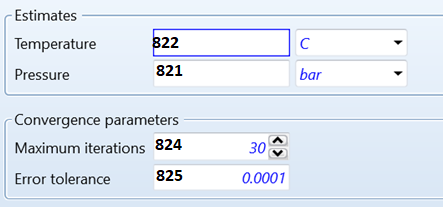 Estimates
Temperature 822 C
Pressure 821 bar
Convergence parameters
Maximum iterations 824 30
Error tolerance 825 0.0001